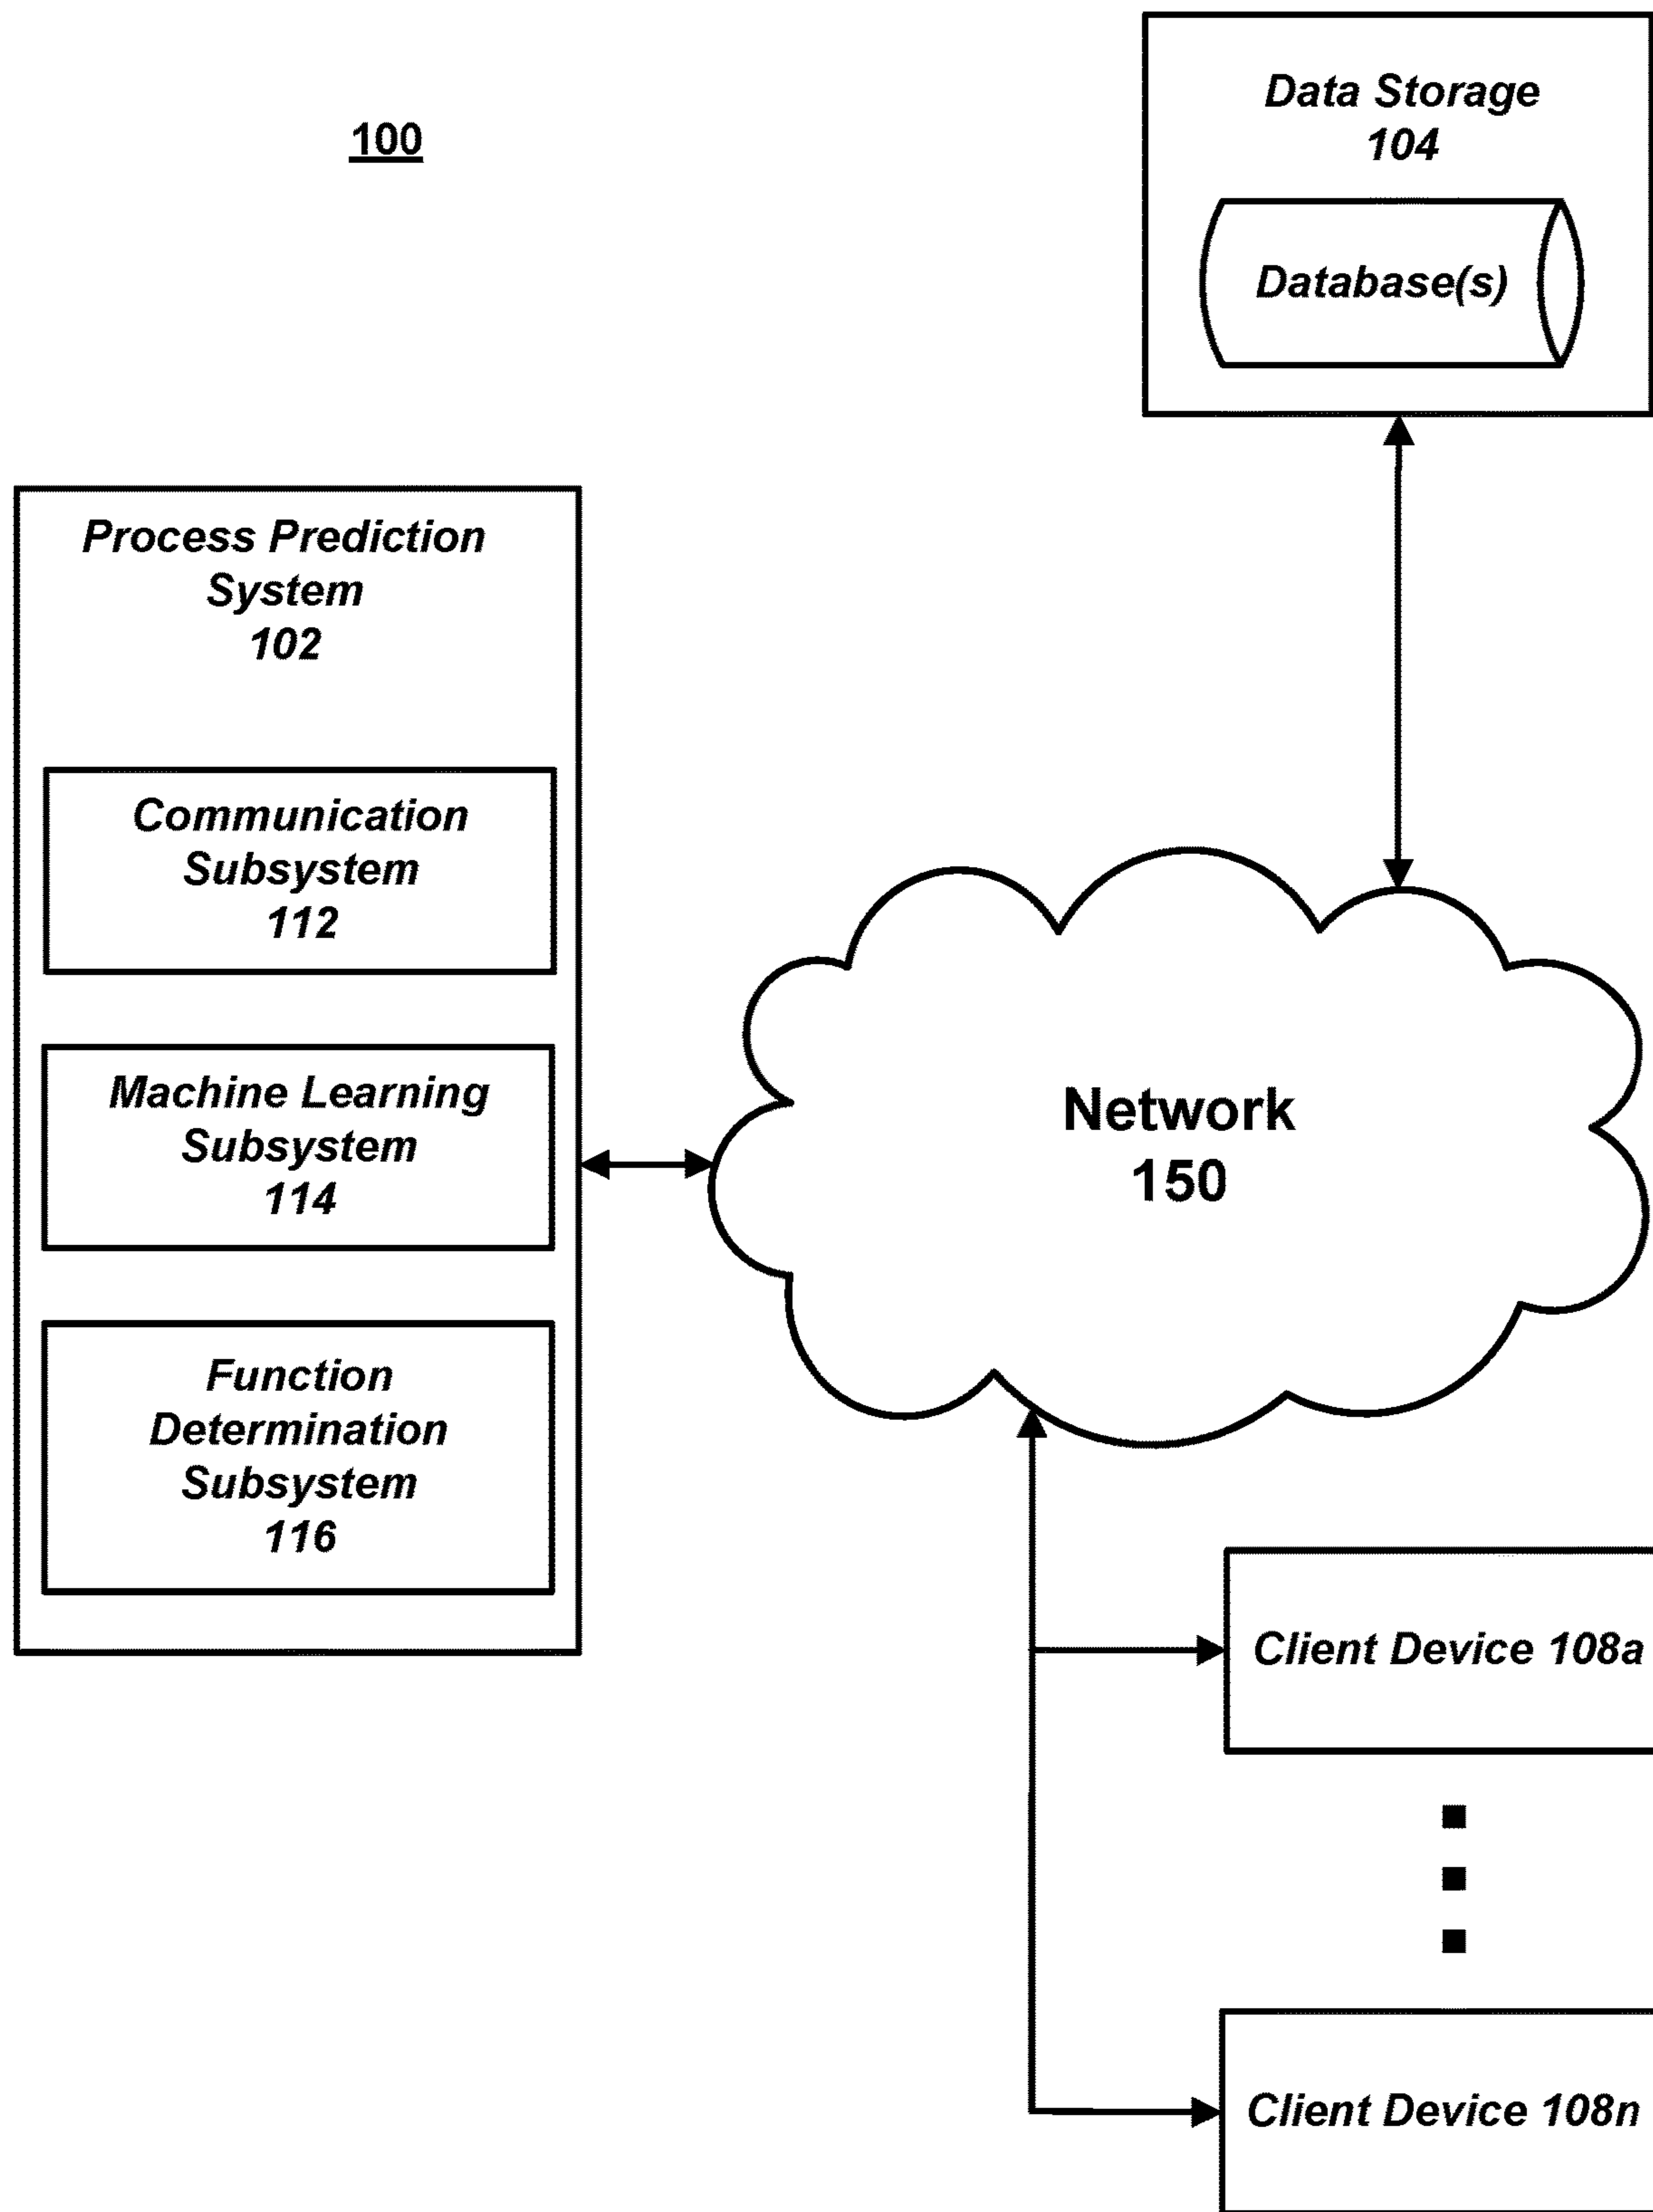 100
Data Storage
104
Database(s)
Process Prediction
System
102
Communication
Subsystem
112
Machine Learning
Subsystem
114
Function
Determination
Subsystem
116
Network
150
Client Device 108a
Client Device 108n